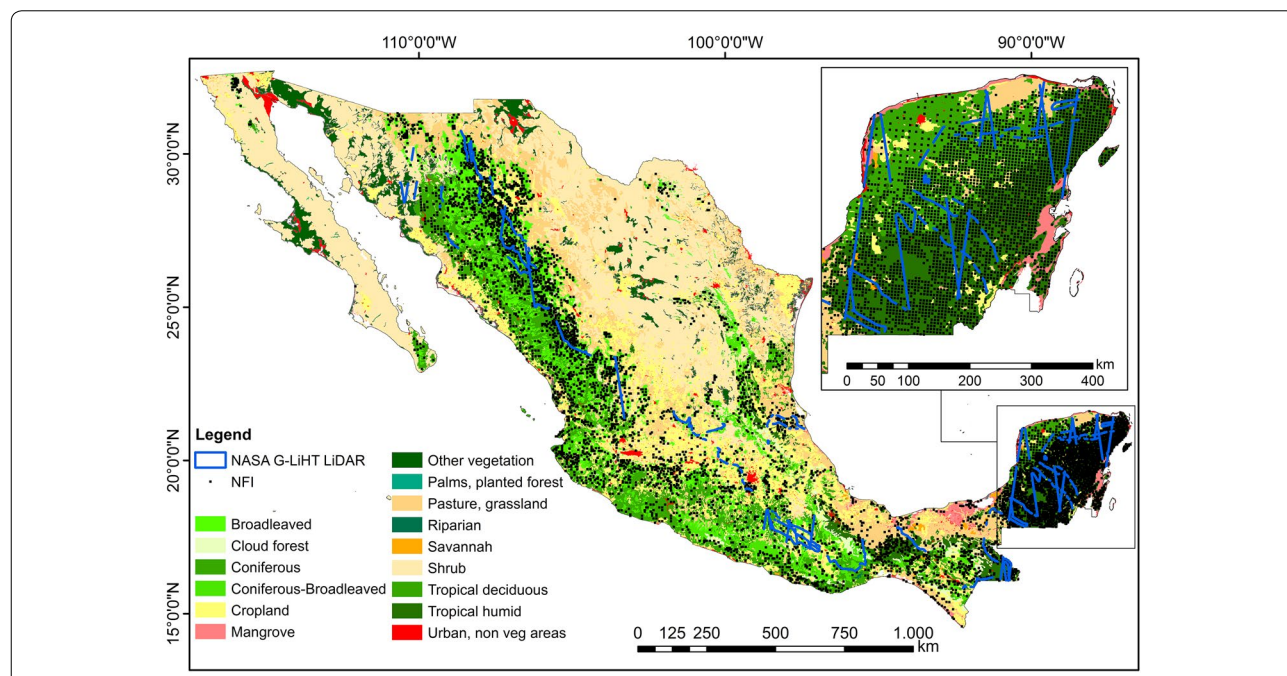 110°0'0"W 100°0'0"W 90°0'0"W
30°0'0"N
25°0'0"N
20°0'0"N
15°0'0"N
km
0 50 100 200 300 400
Legend
NASA G-LiHT LiDAR
NFI
Broadleaved
Cloud forest
Coniferous
Coniferous-Broadleaved
Cropland
Mangrove
Other vegetation
Palms, planted forest
Pasture, grassland
Riparian
Savannah
Shrub
Tropical deciduous
Tropical humid
Urban, non veg areas
0 125 250 500 750 1.000
km